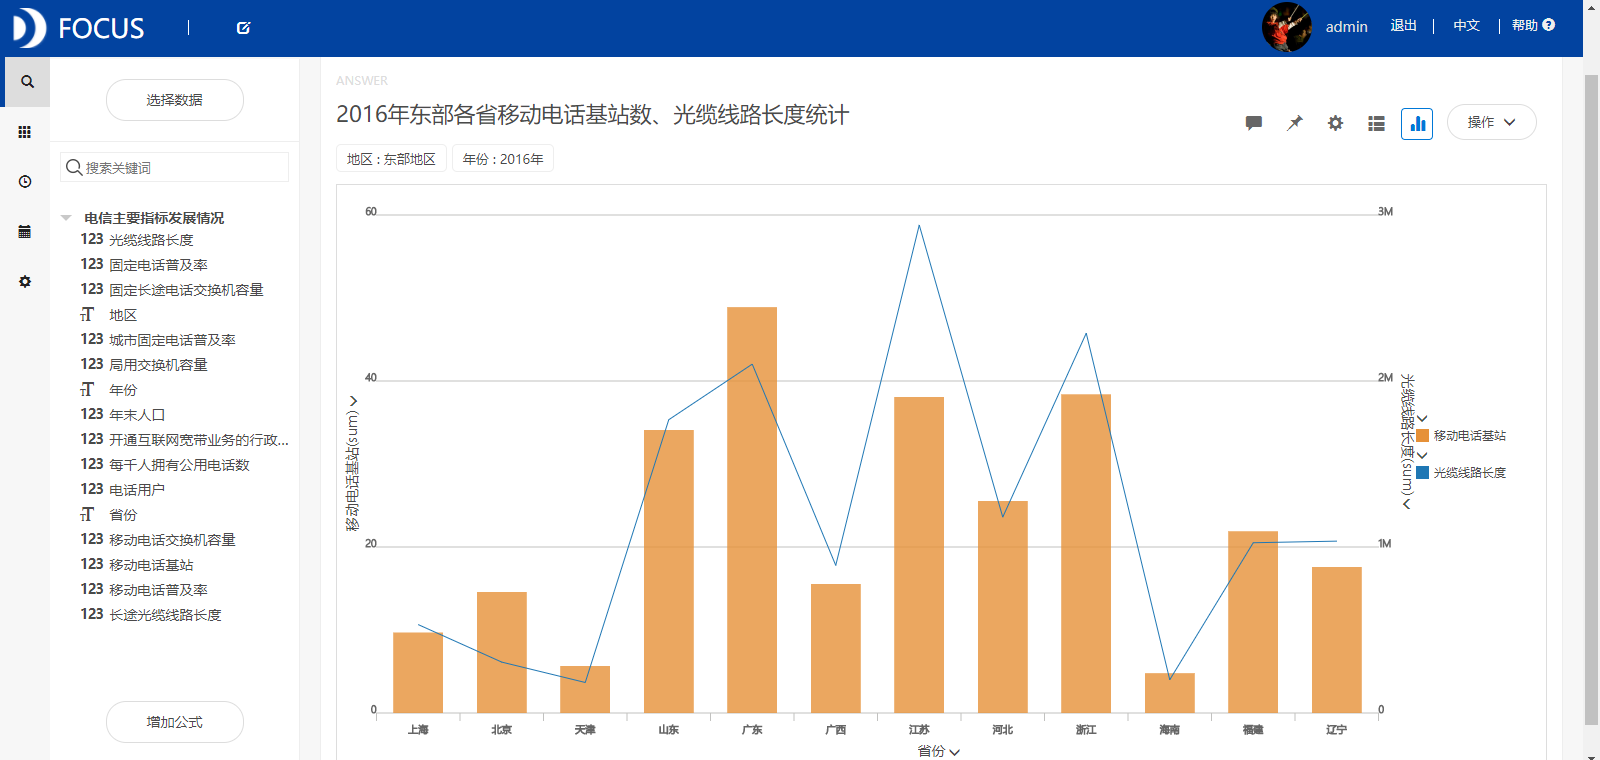 FOCUS
admin
退出
中文
帮助
选择数据
搜索关键词
电信主要指标发展情况
123 光缆线路长度
123 固定电话普及率
123 固定长途电话交换机容量
TT 地区
123 城市固定电话普及率
123 局用交换机容量
TT 年份
123 年末人口
123 开通互联网宽带业务的行政...
123 每千人拥有公用电话数
123 电话用户
TT 省份
123 移动电话交换机容量
123 移动电话基站
123 移动电话普及率
123 长途光缆线路长度
增加公式
ANSWER
2016年东部各省移动电话基站数、光缆线路长度统计
操作
地区 : 东部地区
年份 : 2016年
60
40
20
0
移动电话基站(sum)
3M
2M
1M
0
光缆线路长度(sum)
移动电话基站
光缆线路长度
上海
北京
天津
山东
广东
广西
江苏
河北
浙江
海南
福建
辽宁
省份